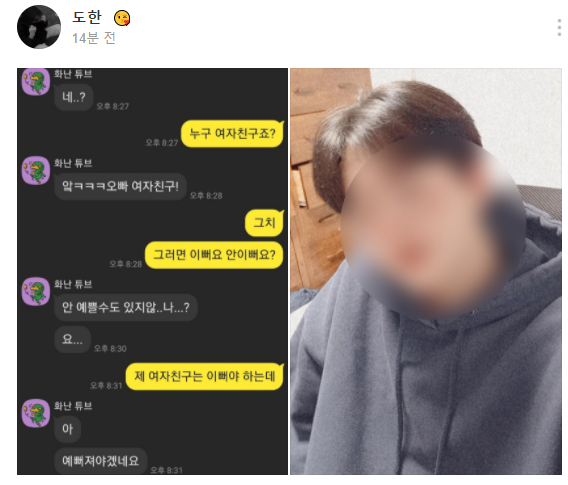 도한 😘
14분 전
화난 튜브
네..?
오후 8:27
누구 여자친구죠?
오후 8:27
화난 튜브
앜ㅋㅋㅋ오빠 여자친구!
오후 8:28
그치
그러면 이뻐요 안이뻐요?
오후 8:28
화난 튜브
안 예쁠수도 있지않..나...?
요...
오후 8:30
제 여자친구는 이뻐야 하는데
오후 8:31
화난 튜브
아
예뻐져야겠네요
오후 8:31